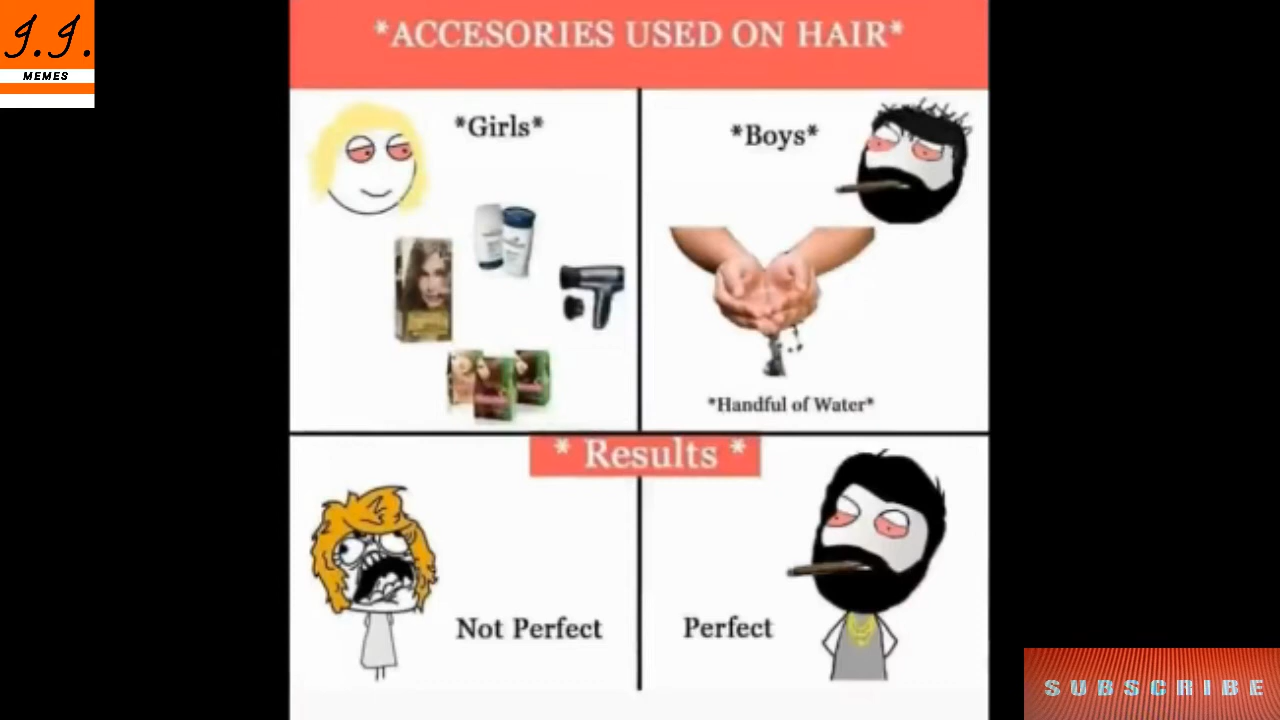 J.J.
MEMES
*ACCESORIES USED ON HAIR*
*Girls*
*Boys*
*Handful of Water*
* Results *
Not Perfect
Perfect
SUBSCRIBE